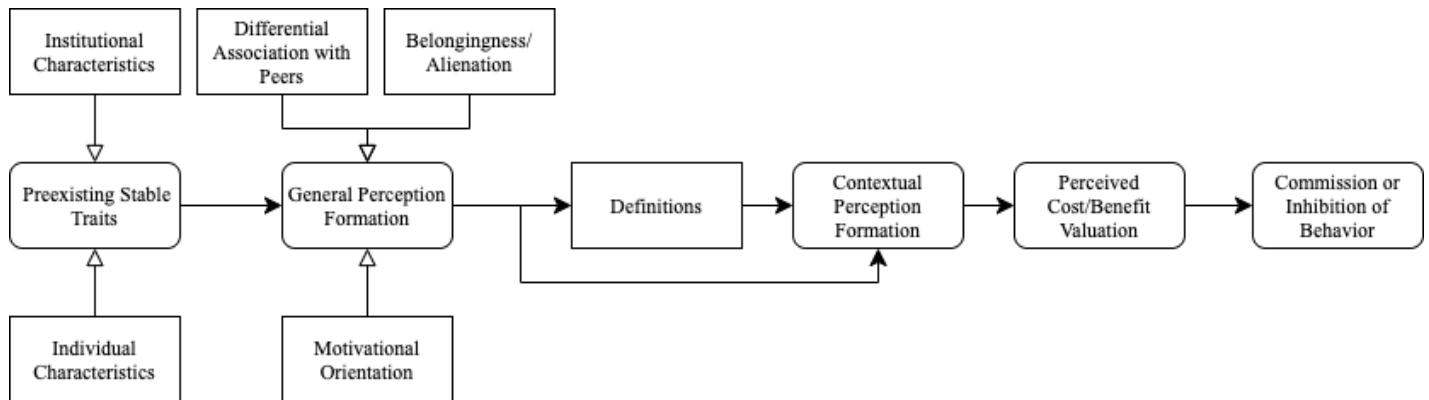 Institutional
Characteristics
Differential
Association with
Peers
Belongingness/
Alienation
Preexisting Stable
Traits
General Perception
Formation
Definitions
Contextual
Perception
Formation
Perceived
Cost/Benefit
Valuation
Commission or
Inhibition of
Behavior
Individual
Characteristics
Motivational
Orientation